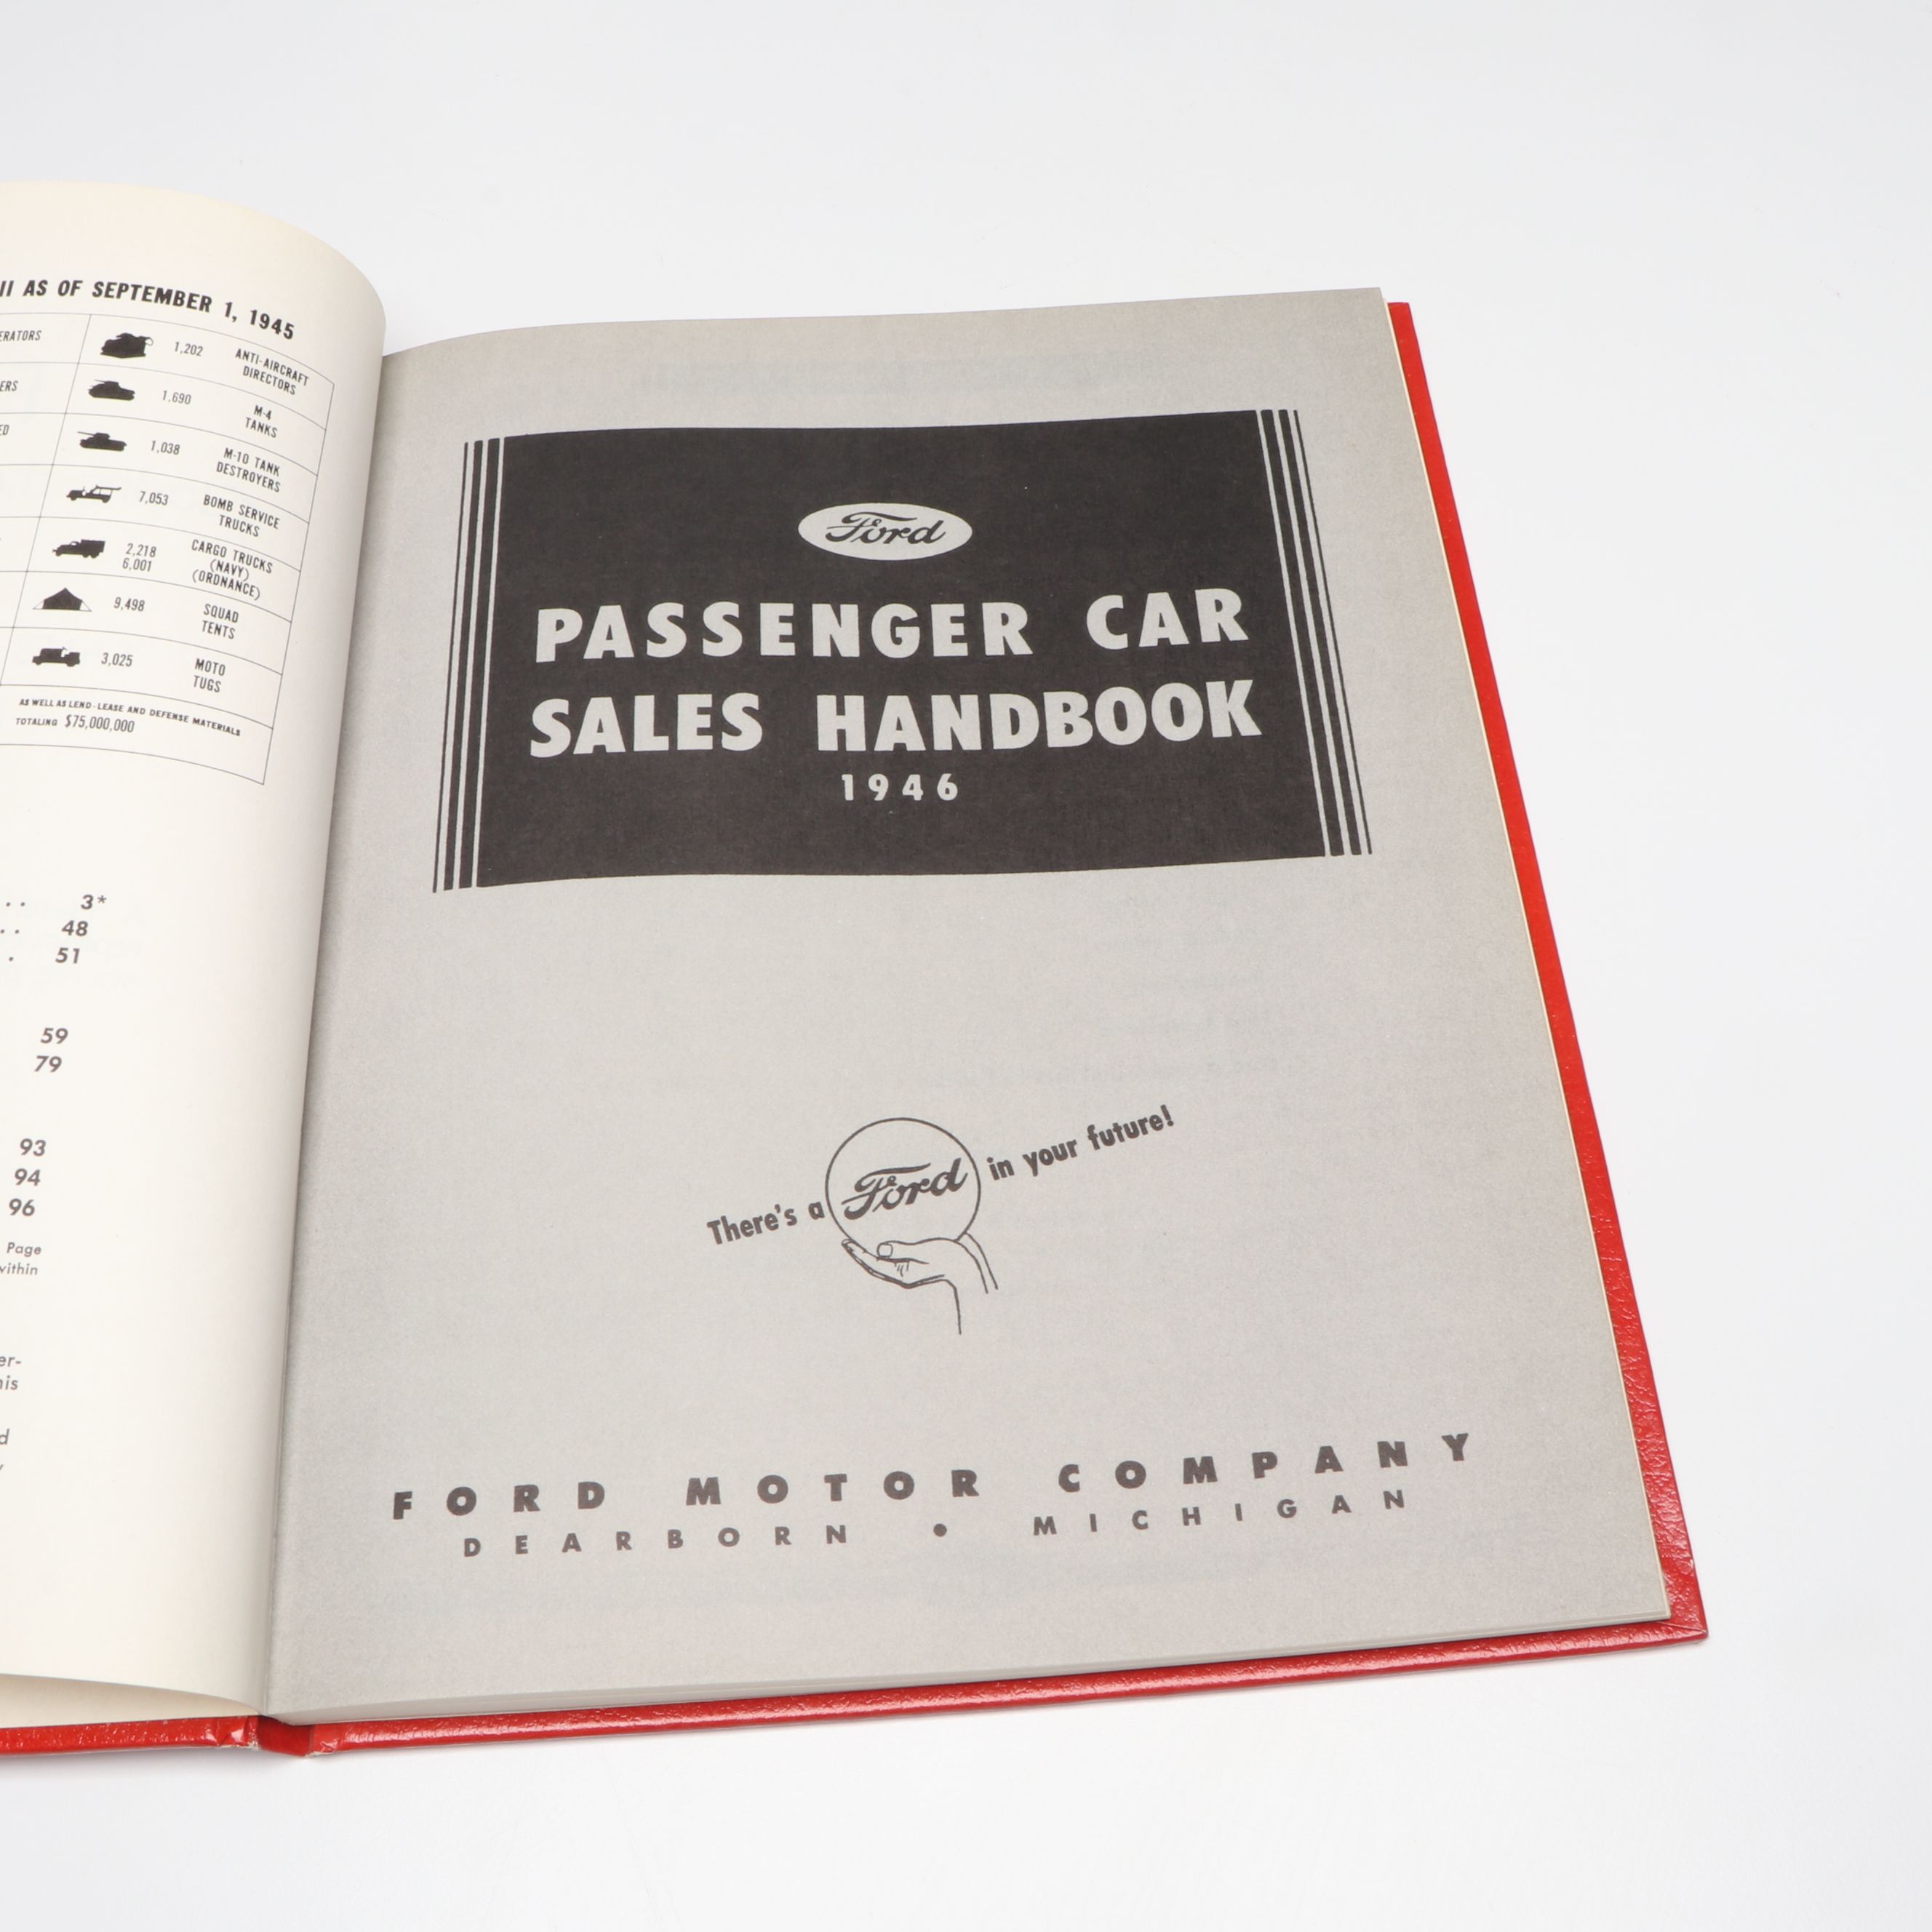 II AS OF SEPTEMBER 1, 1945
1,202 ANTI-AIRCRAFT
DIRECTORS
1,690 M-4
TANKS
1,038 M-10 TANK
DESTROYERS
7,053 BOMB SERVICE
TRUCKS
2,218 CARGO TRUCKS
(NAVY)
6,001 (ORDNANCE)
9,498 SQUAD
TENTS
3,025 MOTO
TUGS
AS WELL AS LEND-LEASE AND DEFENSE MATERIALS
TOTALING $75,000,000
. . 3*
. . 48
. 51
59
79
93
94
96
Page
within
Ford
PASSENGER CAR
SALES HANDBOOK
1946
There's a Ford in your future!
FORD MOTOR COMPANY
DEARBORN • MICHIGAN